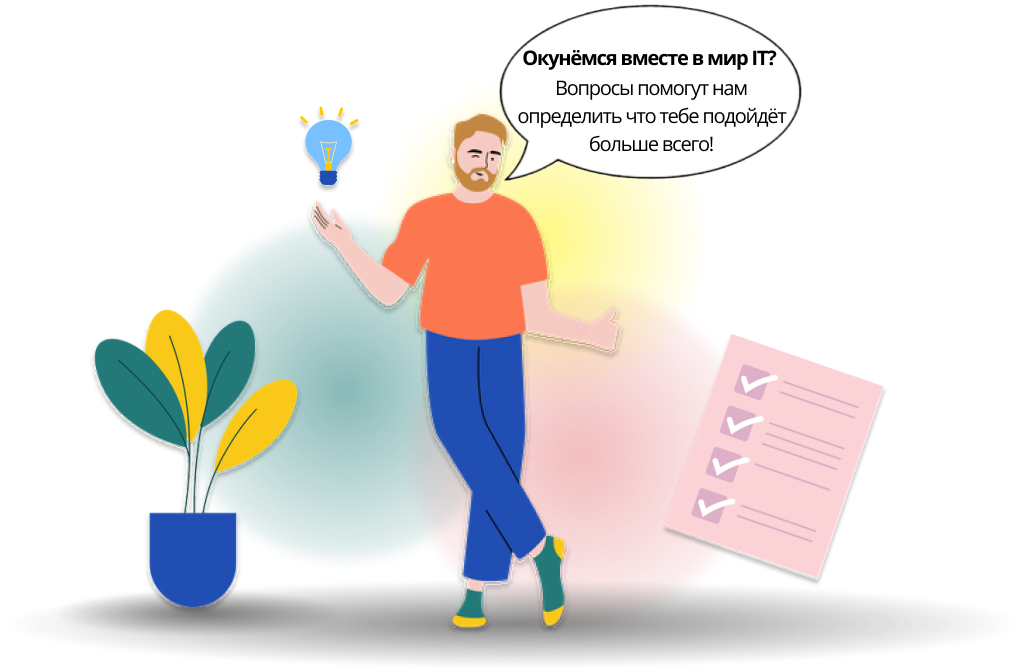 Окунёмся вместе в мир IT?
Вопросы помогут нам
определить что тебе подойдёт
больше всего!